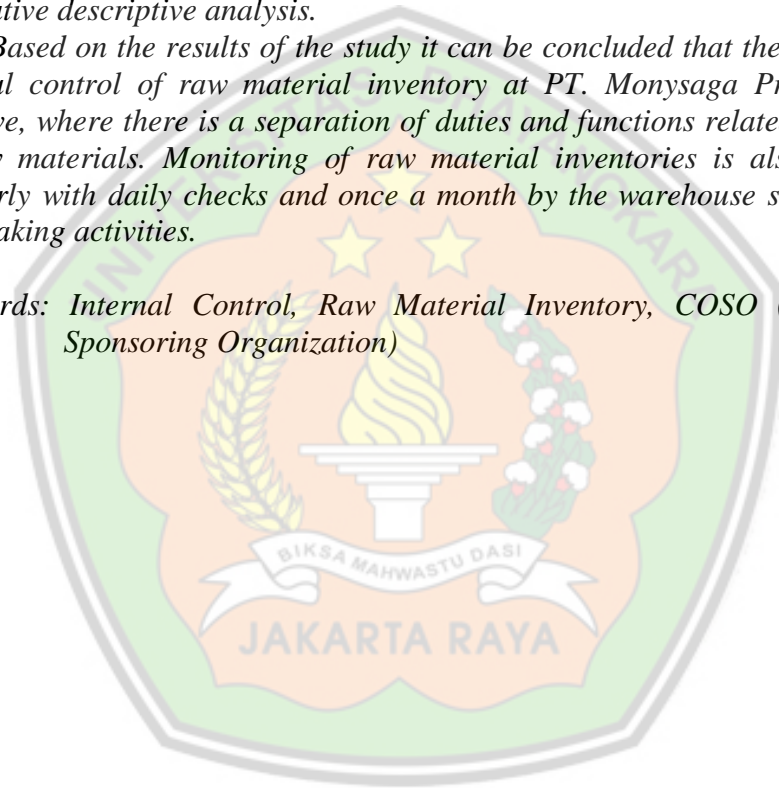 ative descriptive analysis.
Based on the results of the study it can be concluded that the
al control of raw material inventory at PT. Monysaga Pr
ve, where there is a separation of duties and functions relate
w materials. Monitoring of raw material inventories is als
rly with daily checks and once a month by the warehouse s
aking activities.
rds: Internal Control, Raw Material Inventory, COSO (
Sponsoring Organization)
UNIVERSITAS BHAYANGKARA
BIKSA MAHWASTU DASI
JAKARTA RAYA